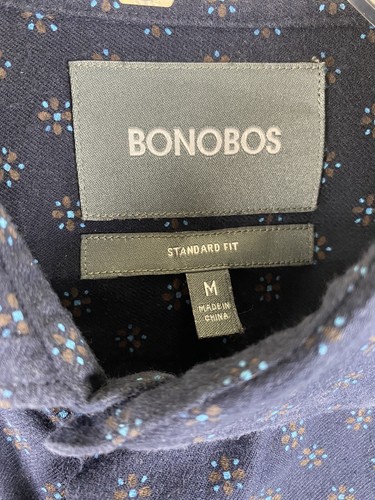 BONOBOS
STANDARD FIT
M
MADE IN
CHINA